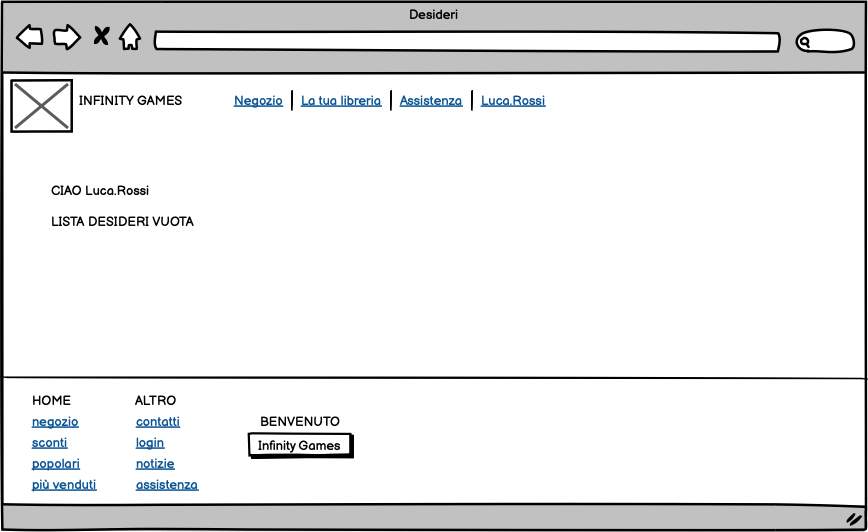 Desideri
INFINITY GAMES
Negozio | La tua libreria | Assistenza | Luca.Rossi
CIAO Luca.Rossi
LISTA DESIDERI VUOTA
HOME
negozio
sconti
popolari
più venduti
ALTRO
contatti
login
notizie
assistenza
BENVENUTO
Infinity Games